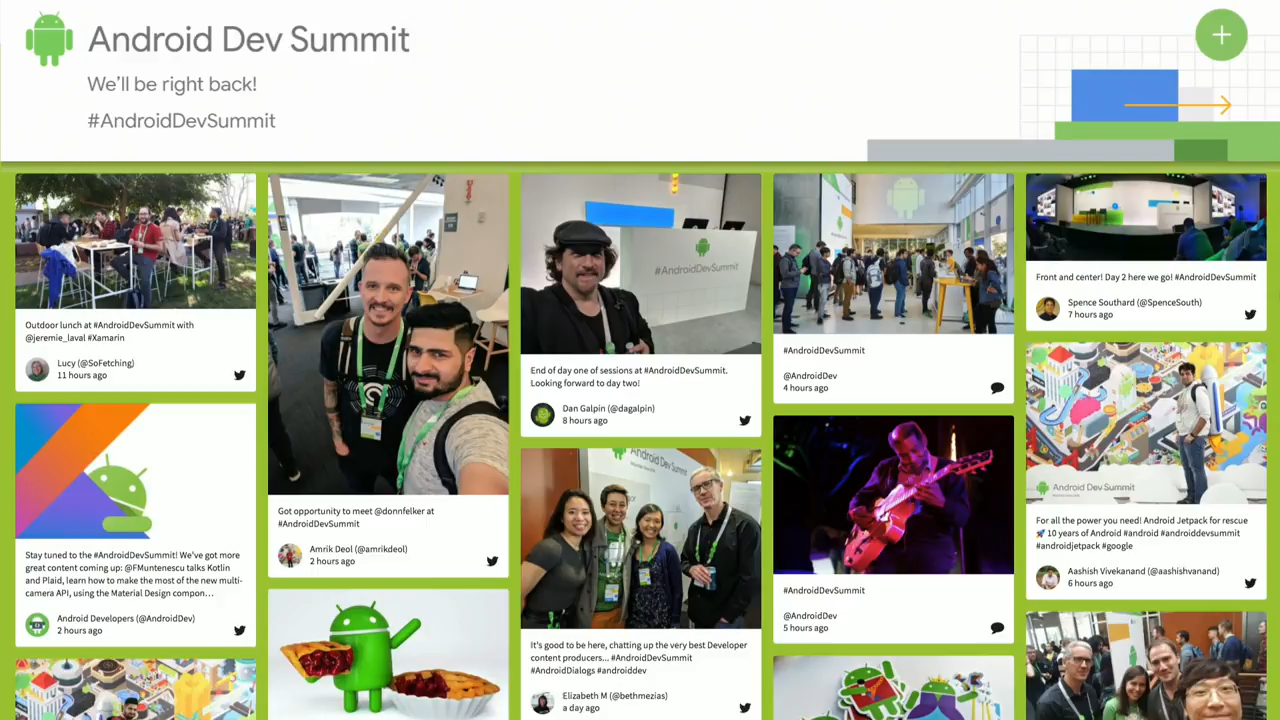 Android Dev Summit
We'll be right back!
#AndroidDevSummit
Outdoor lunch at #AndroidDevSummit with
@jeremie_laval #Xamarin
Lucy (@SoFetching)
11 hours ago
Stay tuned to the #AndroidDevSummit! We've got more
great content coming up: @FMuntenescu talks Kotlin
and Plaid, learn how to make the most of the new multi-
camera API, using the Material Design compon…
Android Developers (@AndroidDev)
2 hours ago
Got opportunity to meet @donnfelker at
#AndroidDevSummit
Amrik Deol (@amrikdeol)
2 hours ago
#AndroidDevSummit
End of day one of sessions at #AndroidDevSummit.
Looking forward to day two!
Dan Galpin (@dagalpin)
8 hours ago
Android Dev Summit
It's good to be here, chatting up the very best Developer
content producers... #AndroidDevSummit
#AndroidDialogs #androiddev
Elizabeth M (@bethmezias)
a day ago
#AndroidDevSummit
@AndroidDev
4 hours ago
#AndroidDevSummit
@AndroidDev
5 hours ago
Front and center! Day 2 here we go! #AndroidDevSummit
Spence Southard (@SpenceSouth)
7 hours ago
Android Dev Summit
For all the power you need! Android Jetpack for rescue
🚀 10 years of Android #android #androiddevsummit
#androidjetpack #google
Aashish Vivekanand (@aashishvanand)
6 hours ago